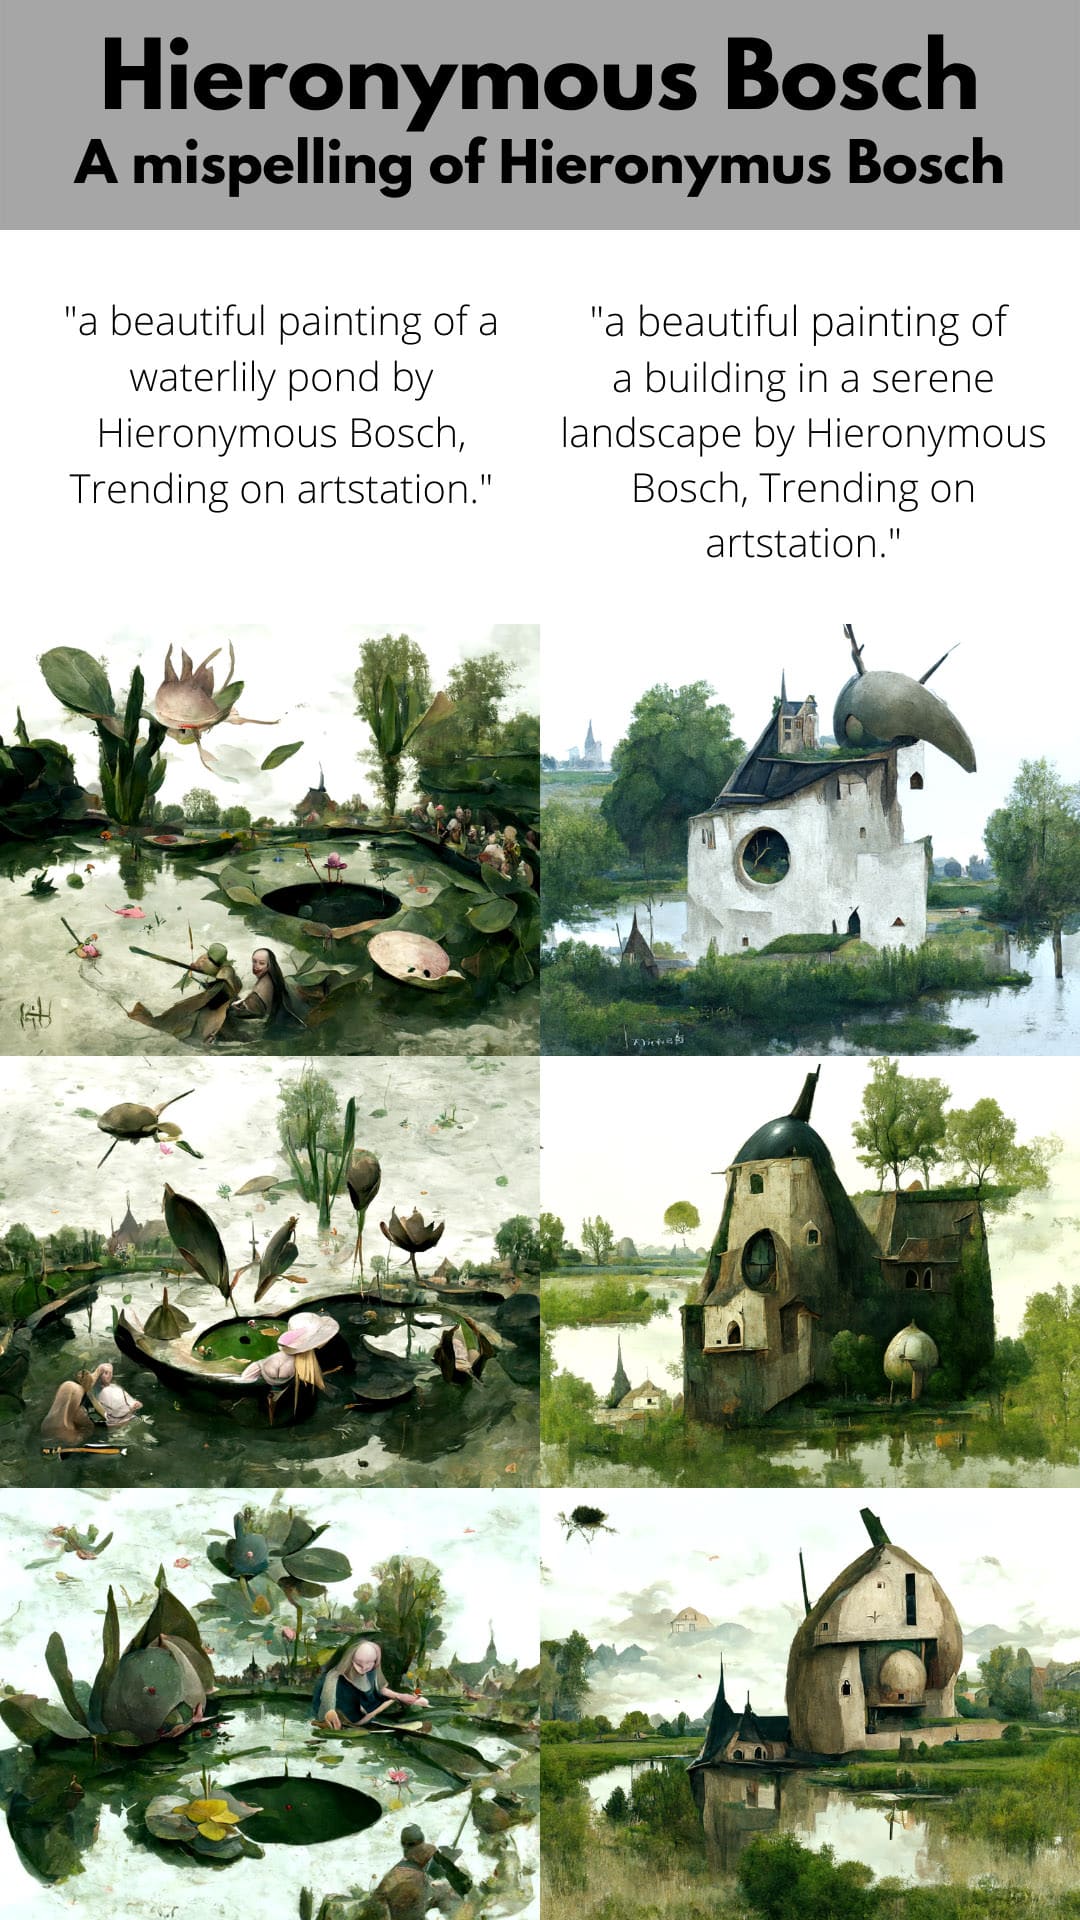 Hieronymous Bosch
A mispelling of Hieronymus Bosch
"a beautiful painting of a
waterlily pond by
Hieronymous Bosch,
Trending on artstation."
"a beautiful painting of
a building in a serene
landscape by Hieronymous
Bosch, Trending on
artstation."